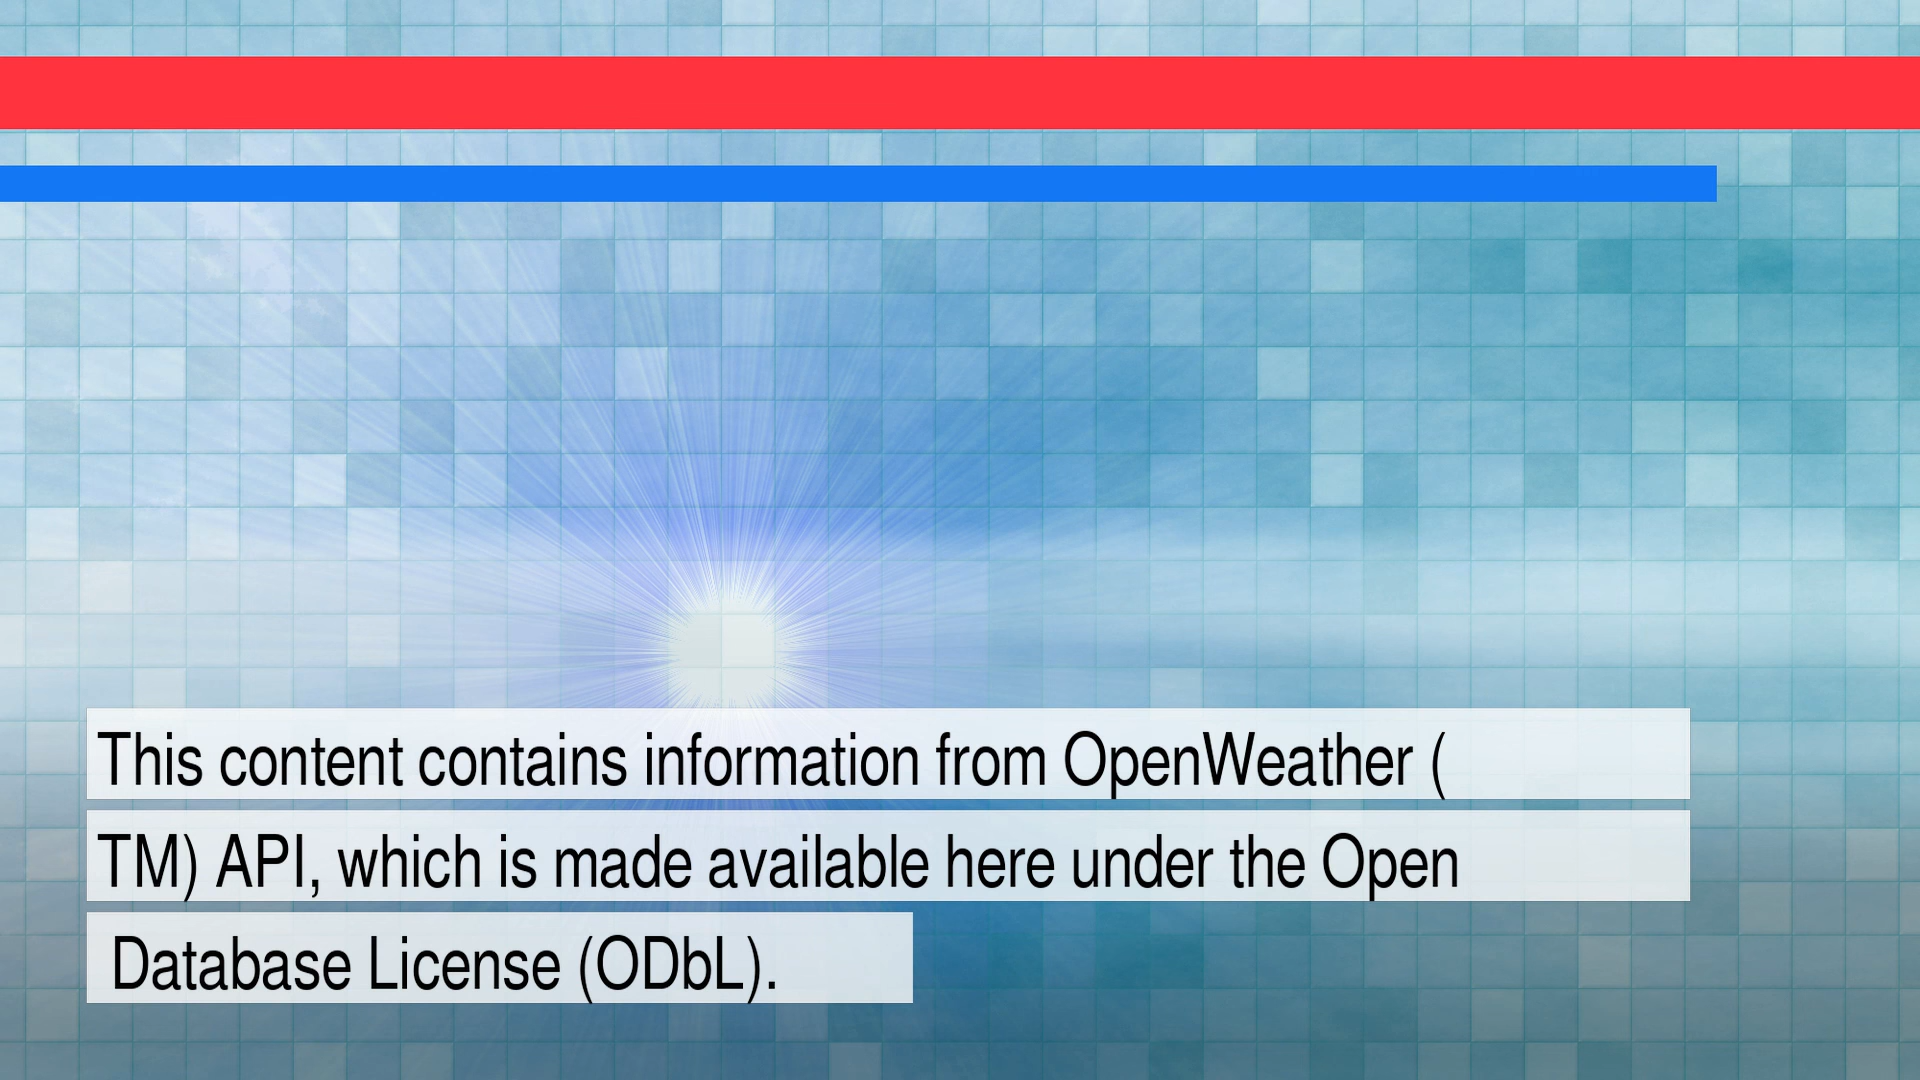 This content contains information from OpenWeather (
TM) API, which is made available here under the Open
Database License (ODbL).